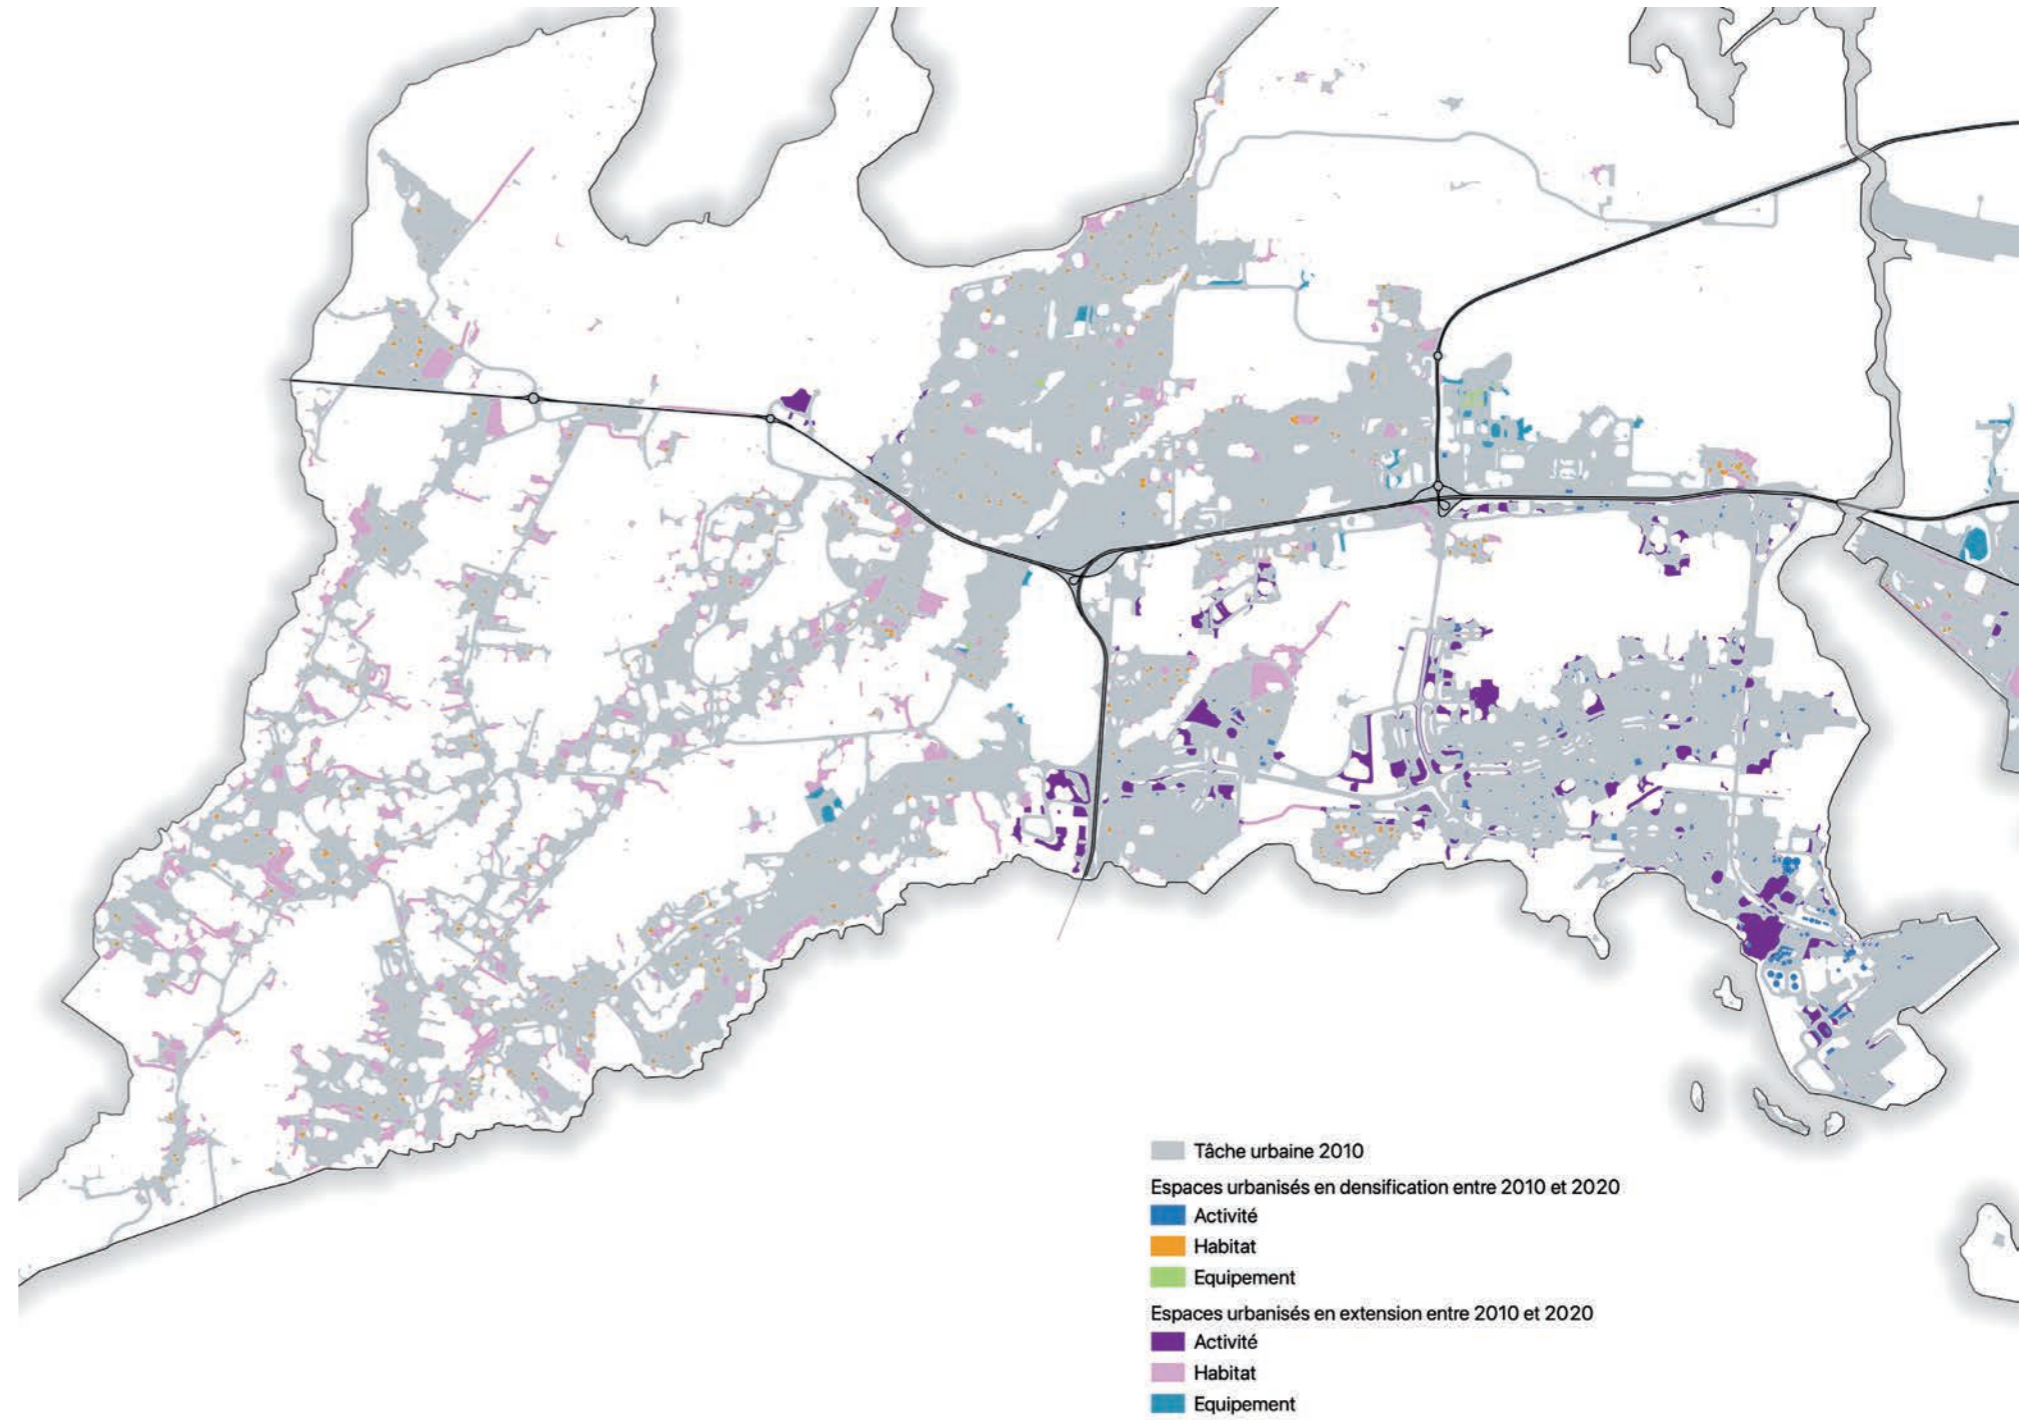 Tâche urbaine 2010
Espaces urbanisés en densification entre 2010 et 2020
Activité
Habitat
Equipement
Espaces urbanisés en extension entre 2010 et 2020
Activité
Habitat
Equipement